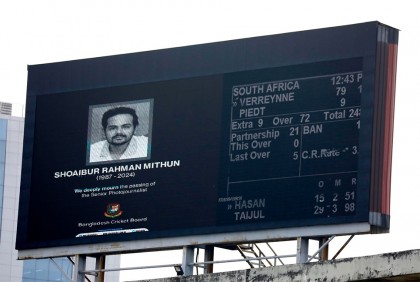 SHOAIBUR RAHMAN MITHUN
(1987 - 2024)
We deeply mourn the passing of
the Senior Photojournalist
Bangladesh Cricket Board
SOUTH AFRICA 12:43 P
VERREYNNE 79 1
PIEDT 9
Extra 9 Over 72 Total 248
Partnership 21 BAN 1
This Over 0
Last Over 5 C.R.Rate 3.
O M R
HASAN 15 2 51
TAIJUL 29 3 98